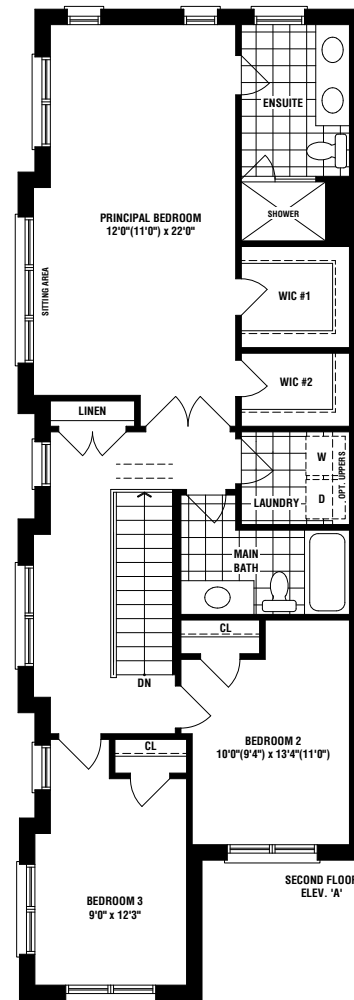 ENSUITE
PRINCIPAL BEDROOM
12'0"(11'0") x 22'0"
SHOWER
SITTING AREA
WIC #1
WIC #2
LINEN
W
OPT. UPPERS
LAUNDRY
D
MAIN
BATH
CL
DN
BEDROOM 2
10'0"(9'4") x 13'4"(11'0")
CL
BEDROOM 3
9'0" x 12'3"
SECOND FLOOR
ELEV. 'A'